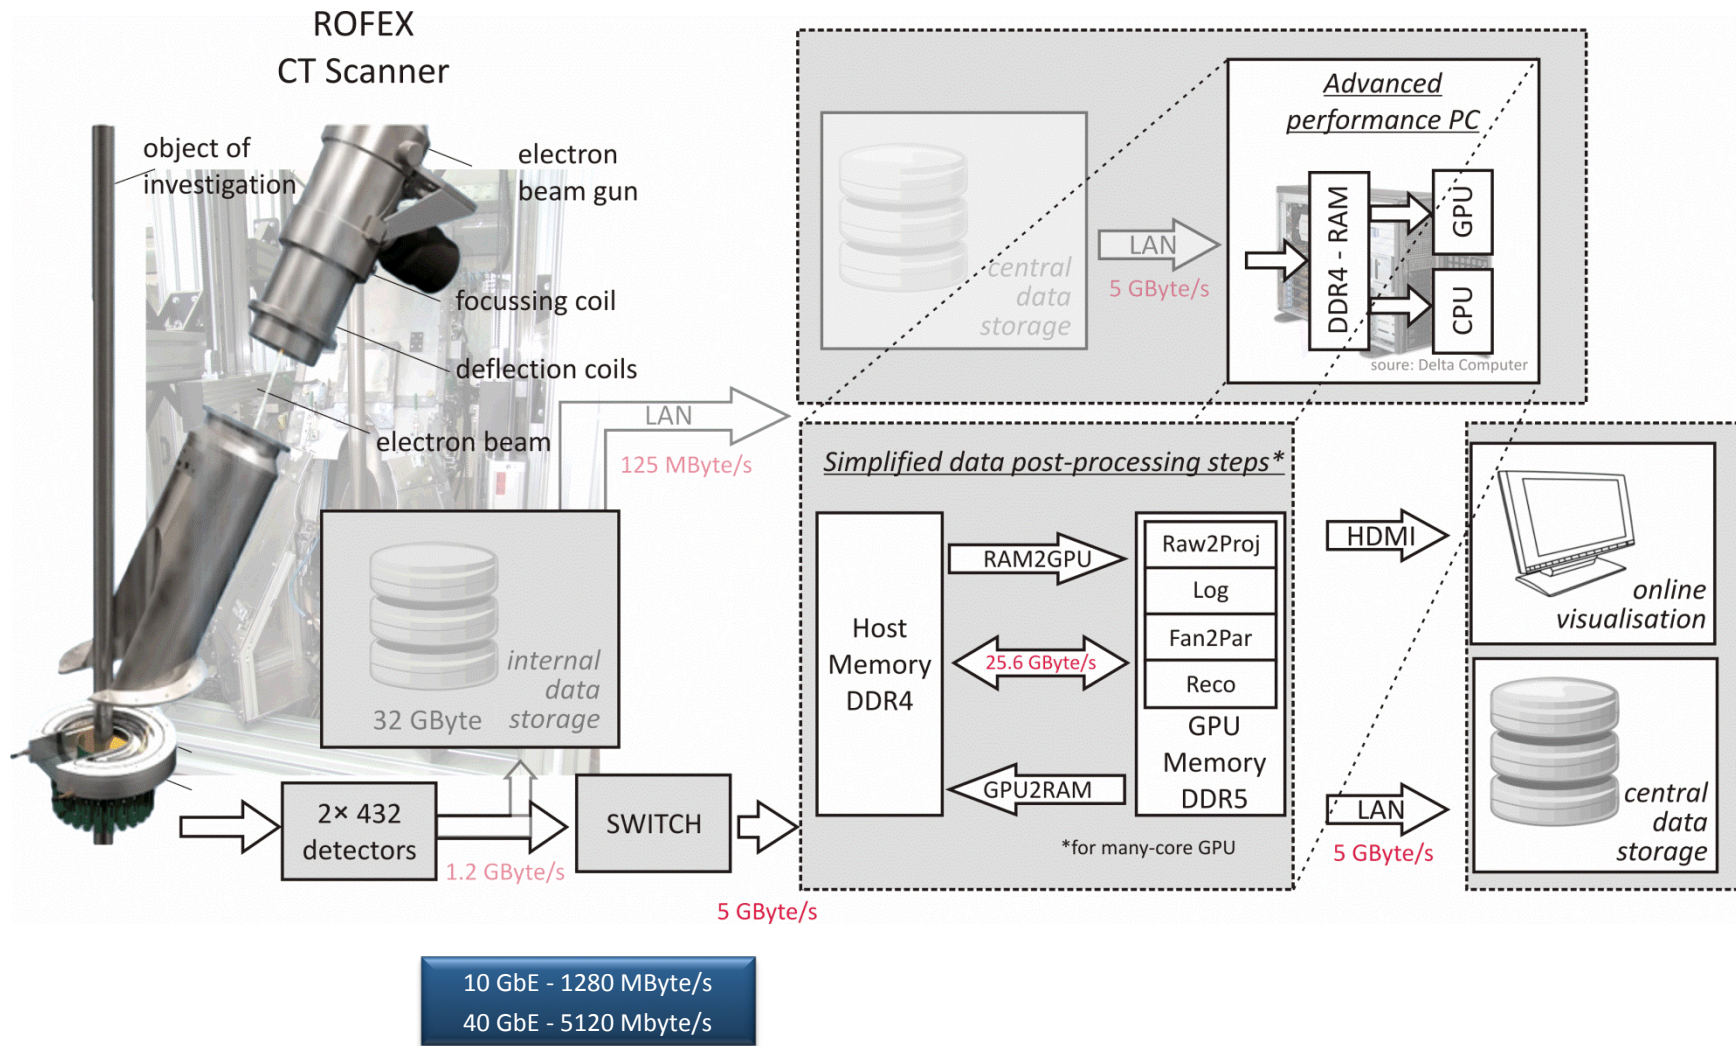 ROFEX
CT Scanner
object of
investigation
electron
beam gun
focussing coil
deflection coils
electron beam
LAN
125 MByte/s
internal
data
storage
32 GByte
2× 432
detectors
1.2 GByte/s
SWITCH
5 GByte/s
10 GbE - 1280 MByte/s
40 GbE - 5120 Mbyte/s
central
data
storage
LAN
5 GByte/s
Advanced
performance PC
DDR4 - RAM
GPU
CPU
soure: Delta Computer
Simplified data post-processing steps*
Host
Memory
DDR4
RAM2GPU
25.6 GByte/s
GPU2RAM
Raw2Proj
Log
Fan2Par
Reco
GPU
Memory
DDR5
*for many-core GPU
HDMI
online
visualisation
LAN
5 GByte/s
central
data
storage